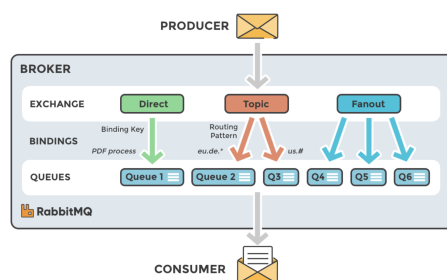 PRODUCER
BROKER
EXCHANGE Direct Topic Fanout
Binding Key Routing Pattern
BINDINGS
PDF process eu.de.* us.#
QUEUES Queue 1 Queue 2 Q3 Q4 Q5 Q6
RabbitMQ
CONSUMER